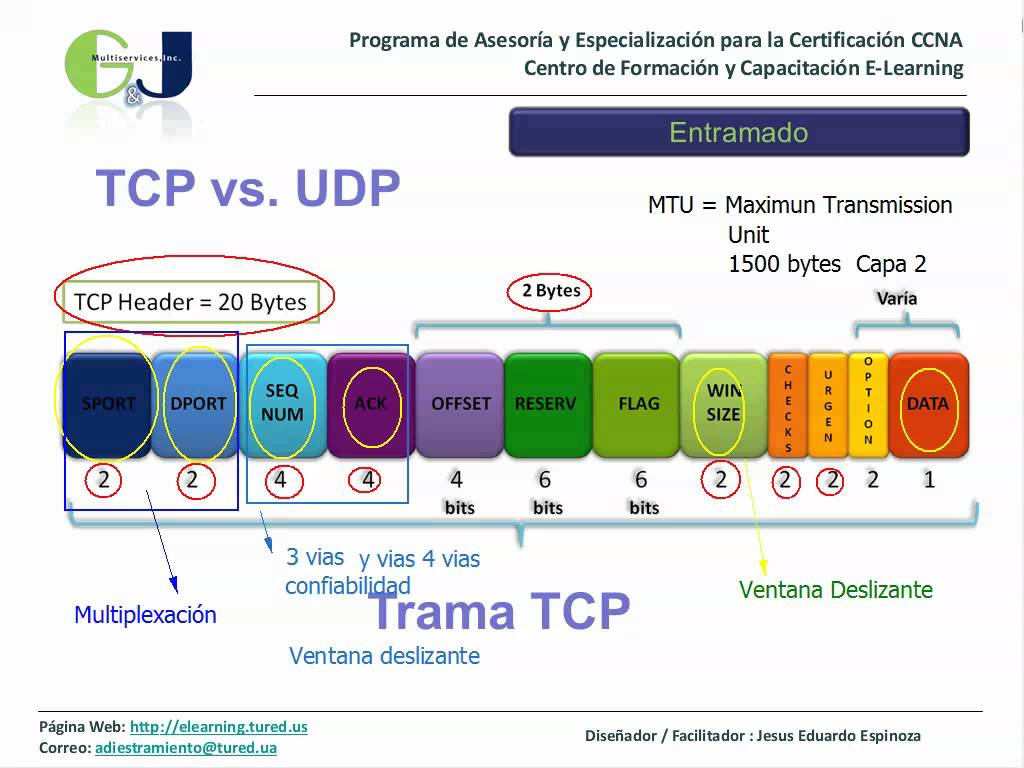 G&J
Multiservices,Inc.
Programa de Asesoría y Especialización para la Certificación CCNA
Centro de Formación y Capacitación E-Learning
Entramado
TCP vs. UDP
MTU = Maximun Transmission
Unit
1500 bytes Capa 2
TCP Header = 20 Bytes
2 Bytes
Varía
SPORT
DPORT
SEQ
NUM
ACK
OFFSET
RESERV
FLAG
WIN
SIZE
CHECKS
URGEN
OPTION
DATA
2 2 4 4 4 6 6 2 2 2 2 1
bits bits bits
3 vias y vias 4 vias
confiabilidad
Multiplexación
Ventana Deslizante
Trama TCP
Ventana deslizante
Página Web: http://elearning.tured.us
Correo: adiestramiento@tured.ua
Diseñador / Facilitador : Jesus Eduardo Espinoza